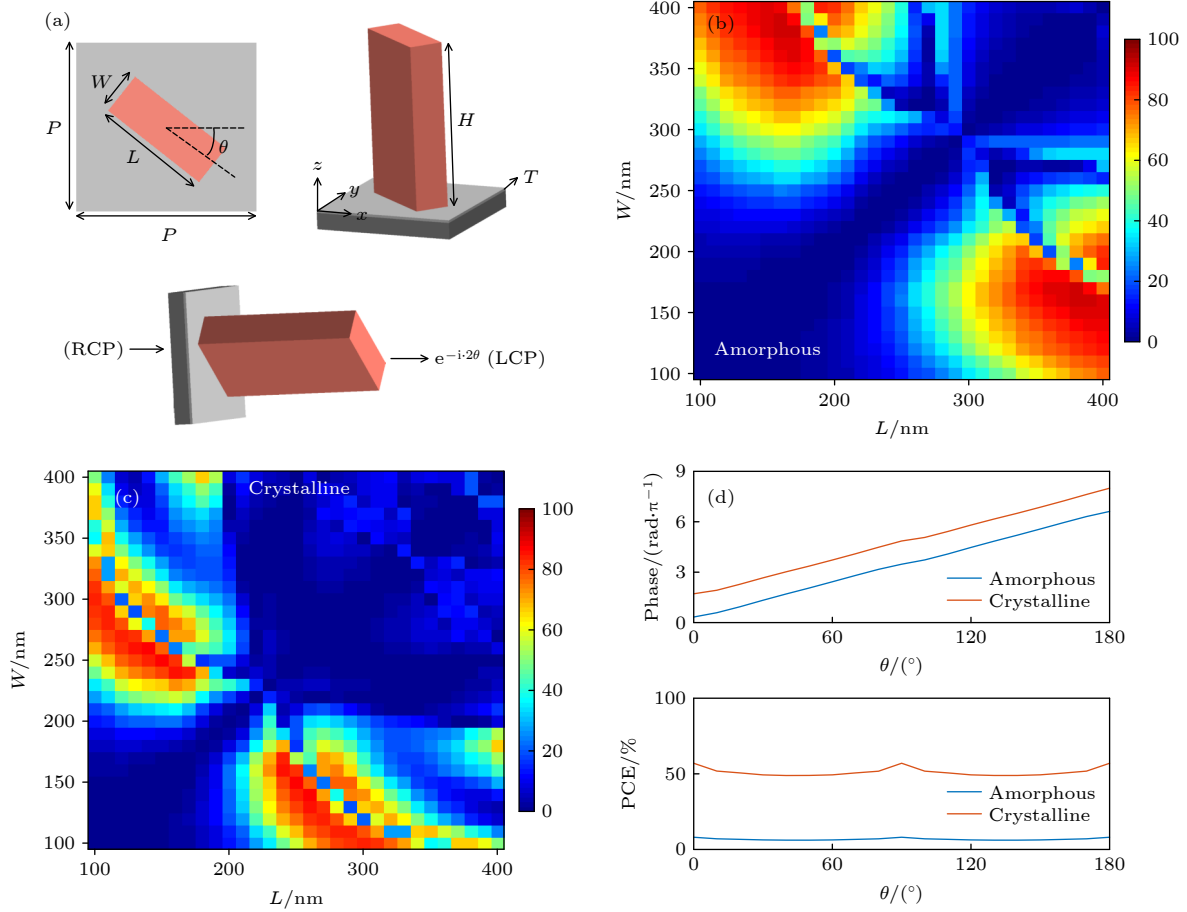 (a)
W
P
L
θ
P
H
z
y
x
T
(RCP)
e⁻ⁱ·²θ (LCP)
(b)
400
350
300
250
200
150
100
W/nm
Amorphous
100 200 300 400
L/nm
100
80
60
40
20
0
(c)
Crystalline
400
350
300
250
200
150
100
W/nm
100 200 300 400
L/nm
100
80
60
40
20
0
(d)
9
6
3
0
Phase/(rad·π⁻¹)
Amorphous
Crystalline
0 60 120 180
θ/(°)
100
50
0
PCE/%
Amorphous
Crystalline
0 60 120 180
θ/(°)